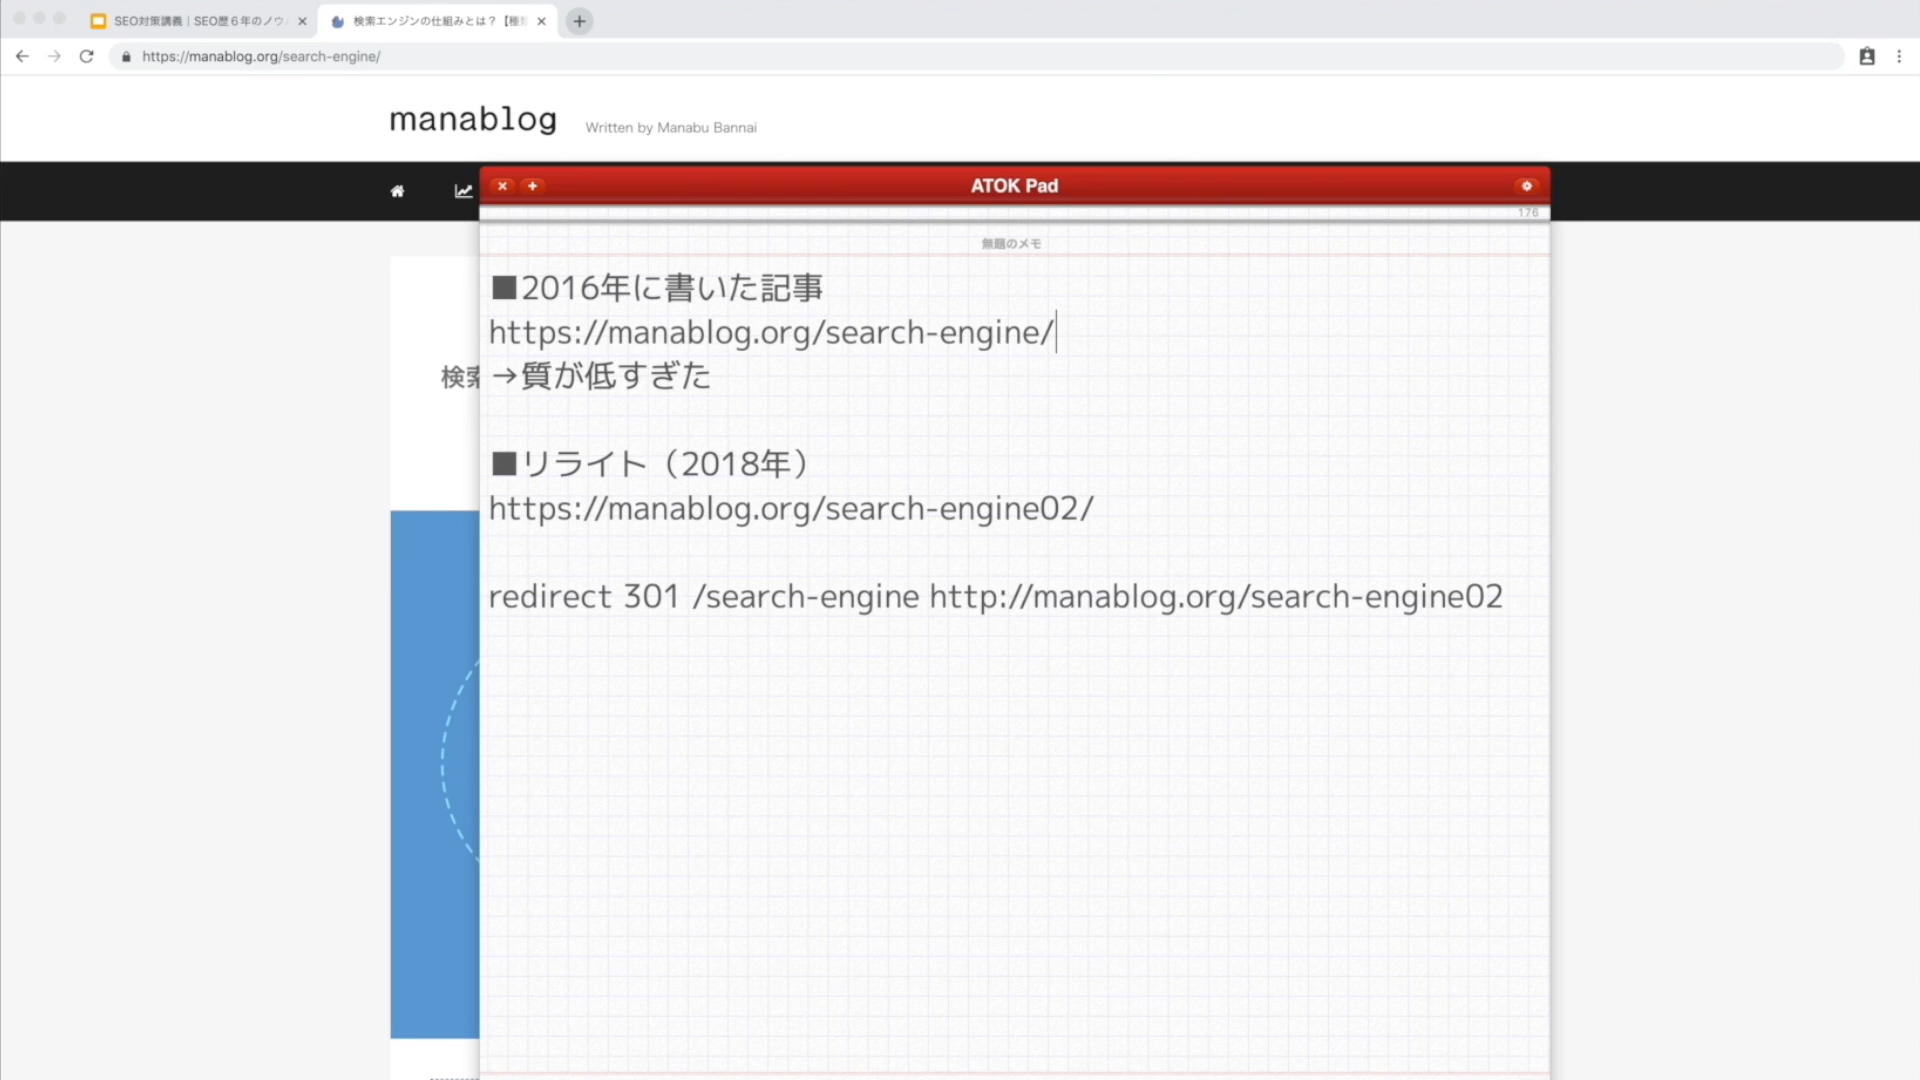 SEO対策講義｜SEO歴６年のノウ
検索エンジンの仕組みとは？【種
https://manablog.org/search-engine/
manablog
Written by Manabu Bannai
ATOK Pad
176
無題のメモ
■2016年に書いた記事
https://manablog.org/search-engine/
→質が低すぎた
検索
■リライト（2018年）
https://manablog.org/search-engine02/
redirect 301 /search-engine http://manablog.org/search-engine02